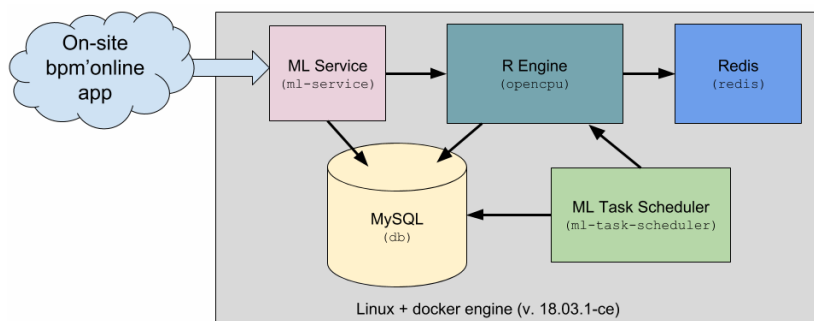 On-site
bpm'online
app
ML Service
(ml-service)
R Engine
(opencpu)
Redis
(redis)
MySQL
(db)
ML Task Scheduler
(ml-task-scheduler)
Linux + docker engine (v. 18.03.1-ce)